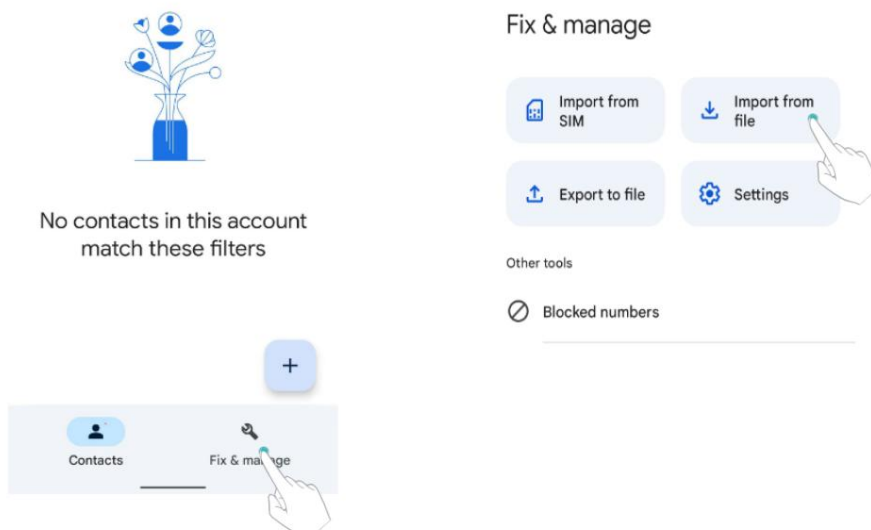 No contacts in this account
match these filters
+
Contacts
Fix & manage
Fix & manage
Import from
SIM
Import from
file
Export to file
Settings
Other tools
Blocked numbers